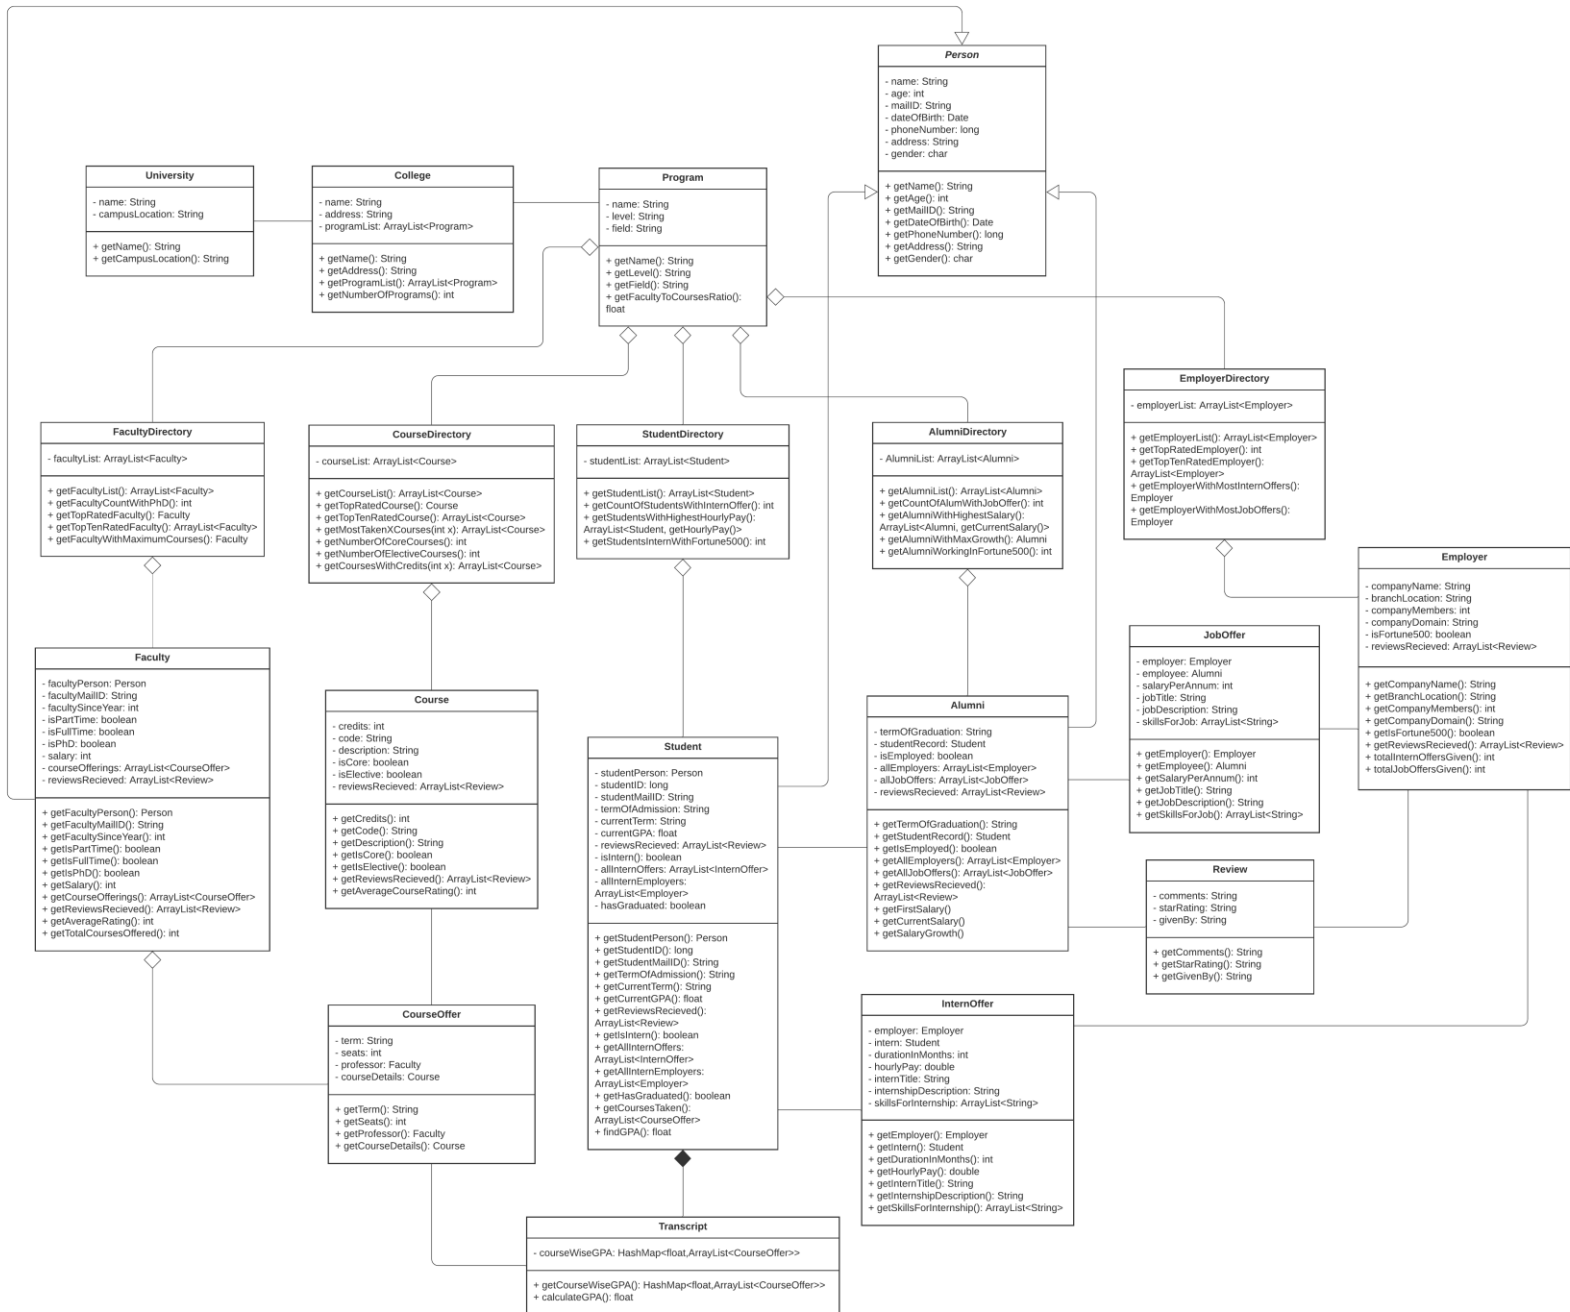 Person
- name: String
- age: int
- mailID: String
- dateOfBirth: Date
- phoneNumber: long
- address: String
- gender: char
+ getName(): String
+ getAge(): int
+ getMailID(): String
+ getDateOfBirth(): Date
+ getPhoneNumber(): long
+ getAddress(): String
+ getGender(): char
University
- name: String
- campusLocation: String
+ getName(): String
+ getCampusLocation(): String
College
- name: String
- address: String
- programList: ArrayList<Program>
+ getName(): String
+ getAddress(): String
+ getProgramList(): ArrayList<Program>
+ getNumberOfPrograms(): int
Program
- name: String
- level: String
- field: String
+ getName(): String
+ getLevel(): String
+ getField(): String
+ getFacultyToCoursesRatio():
float
EmployerDirectory
- employerList: ArrayList<Employer>
+ getEmployerList(): ArrayList<Employer>
+ getTopRatedEmployer(): int
+ getTopTenRatedEmployer():
ArrayList<Employer>
+ getEmployerWithMostInternOffers():
Employer
+ getEmployerWithMostJobOffers():
Employer
FacultyDirectory
- facultyList: ArrayList<Faculty>
+ getFacultyList(): ArrayList<Faculty>
+ getFacultyCountWithPhD(): int
+ getTopRatedFaculty(): Faculty
+ getTopTenRatedFaculty(): ArrayList<Faculty>
+ getFacultyWithMaximumCourses(): Faculty
CourseDirectory
- courseList: ArrayList<Course>
+ getCourseList(): ArrayList<Course>
+ getTopRatedCourse(): Course
+ getTopTenRatedCourse(): ArrayList<Course>
+ getMostTakenXCourses(int x): ArrayList<Course>
+ getNumberOfCoreCourses(): int
+ getNumberOfElectiveCourses(): int
+ getCoursesWithCredits(int x): ArrayList<Course>
StudentDirectory
- studentList: ArrayList<Student>
+ getStudentList(): ArrayList<Student>
+ getCountOfStudentsWithInternOffer(): int
+ getStudentsWithHighestHourlyPay():
ArrayList<Student, getHourlyPay()>
+ getStudentsInternWithFortune500(): int
AlumniDirectory
- AlumniList: ArrayList<Alumni>
+ getAlumniList(): ArrayList<Alumni>
+ getCountOfAlumWithJobOffer(): int
+ getAlumniWithHighestSalary():
ArrayList<Alumni, getCurrentSalary()>
+ getAlumniWithMaxGrowth(): Alumni
+ getAlumniWorkingInFortune500(): int
Employer
- companyName: String
- branchLocation: String
- companyMembers: int
- companyDomain: String
- isFortune500: boolean
- reviewsRecieved: ArrayList<Review>
+ getCompanyName(): String
+ getBranchLocation(): String
+ getCompanyMembers(): int
+ getCompanyDomain(): String
+ getIsFortune500(): boolean
+ getReviewsRecieved(): ArrayList<Review>
+ totalInternOffersGiven(): int
+ totalJobOffersGiven(): int
JobOffer
- employer: Employer
- employee: Alumni
- salaryPerAnnum: int
- jobTitle: String
- jobDescription: String
- skillsForJob: ArrayList<String>
+ getEmployer(): Employer
+ getEmployee(): Alumni
+ getSalaryPerAnnum(): int
+ getJobTitle(): String
+ getJobDescription(): String
+ getSkillsForJob(): ArrayList<String>
Faculty
- facultyPerson: Person
- facultyMailID: String
- facultySinceYear: int
- isPartTime: boolean
- isFullTime: boolean
- isPhD: boolean
- salary: int
- courseOfferings: ArrayList<CourseOffer>
- reviewsRecieved: ArrayList<Review>
+ getFacultyPerson(): Person
+ getFacultyMailID(): String
+ getFacultySinceYear(): int
+ getIsPartTime(): boolean
+ getIsFullTime(): boolean
+ getIsPhD(): boolean
+ getSalary(): int
+ getCourseOfferings(): ArrayList<CourseOffer>
+ getReviewsRecieved(): ArrayList<Review>
+ getAverageRating(): int
+ getTotalCoursesOffered(): int
Course
- credits: int
- code: String
- description: String
- isCore: boolean
- isElective: boolean
- reviewsRecieved: ArrayList<Review>
+ getCredits(): int
+ getCode(): String
+ getDescription(): String
+ getIsCore(): boolean
+ getIsElective(): boolean
+ getReviewsRecieved(): ArrayList<Review>
+ getAverageCourseRating(): int
Student
- studentPerson: Person
- studentID: long
- studentMailID: String
- termOfAdmission: String
- currentTerm: String
- currentGPA: float
- reviewsRecieved: ArrayList<Review>
- isIntern(): boolean
- allInternOffers: ArrayList<InternOffer>
- allInternEmployers:
ArrayList<Employer>
- hasGraduated: boolean
+ getStudentPerson(): Person
+ getStudentID(): long
+ getStudentMailID(): String
+ getTermOfAdmission(): String
+ getCurrentTerm(): String
+ getCurrentGPA(): float
+ getReviewsRecieved():
ArrayList<Review>
+ getIsIntern(): boolean
+ getAllInternOffers:
ArrayList<InternOffer>
+ getAllInternEmployers:
ArrayList<Employer>
+ getHasGraduated(): boolean
+ getCoursesTaken():
ArrayList<CourseOffer>
+ findGPA(): float
Alumni
- termOfGraduation: String
- studentRecord: Student
- isEmployed: boolean
- allEmployers: ArrayList<Employer>
- allJobOffers: ArrayList<JobOffer>
- reviewsRecieved: ArrayList<Review>
+ getTermOfGraduation(): String
+ getStudentRecord(): Student
+ getIsEmployed(): boolean
+ getAllEmployers: ArrayList<Employer>
+ getAllJobOffers: ArrayList<JobOffer>
+ getReviewsRecieved():
ArrayList<Review>
+ getFirstSalary()
+ getCurrentSalary()
+ getSalaryGrowth()
Review
- comments: String
- starRating: String
- givenBy: String
+ getComments(): String
+ getStarRating(): String
+ getGivenBy(): String
CourseOffer
- term: String
- seats: int
- professor: Faculty
- courseDetails: Course
+ getTerm(): String
+ getSeats(): int
+ getProfessor(): Faculty
+ getCourseDetails(): Course
InternOffer
- employer: Employer
- intern: Student
- durationInMonths: int
- hourlyPay: double
- internTitle: String
- internshipDescription: String
- skillsForInternship: ArrayList<String>
+ getEmployer(): Employer
+ getIntern(): Student
+ getDurationInMonths(): int
+ getHourlyPay(): double
+ getInternTitle(): String
+ getInternshipDescription(): String
+ getSkillsForInternship(): ArrayList<String>
Transcript
- courseWiseGPA: HashMap<float,ArrayList<CourseOffer>>
+ getCourseWiseGPA(): HashMap<float,ArrayList<CourseOffer>>
+ calculateGPA(): float